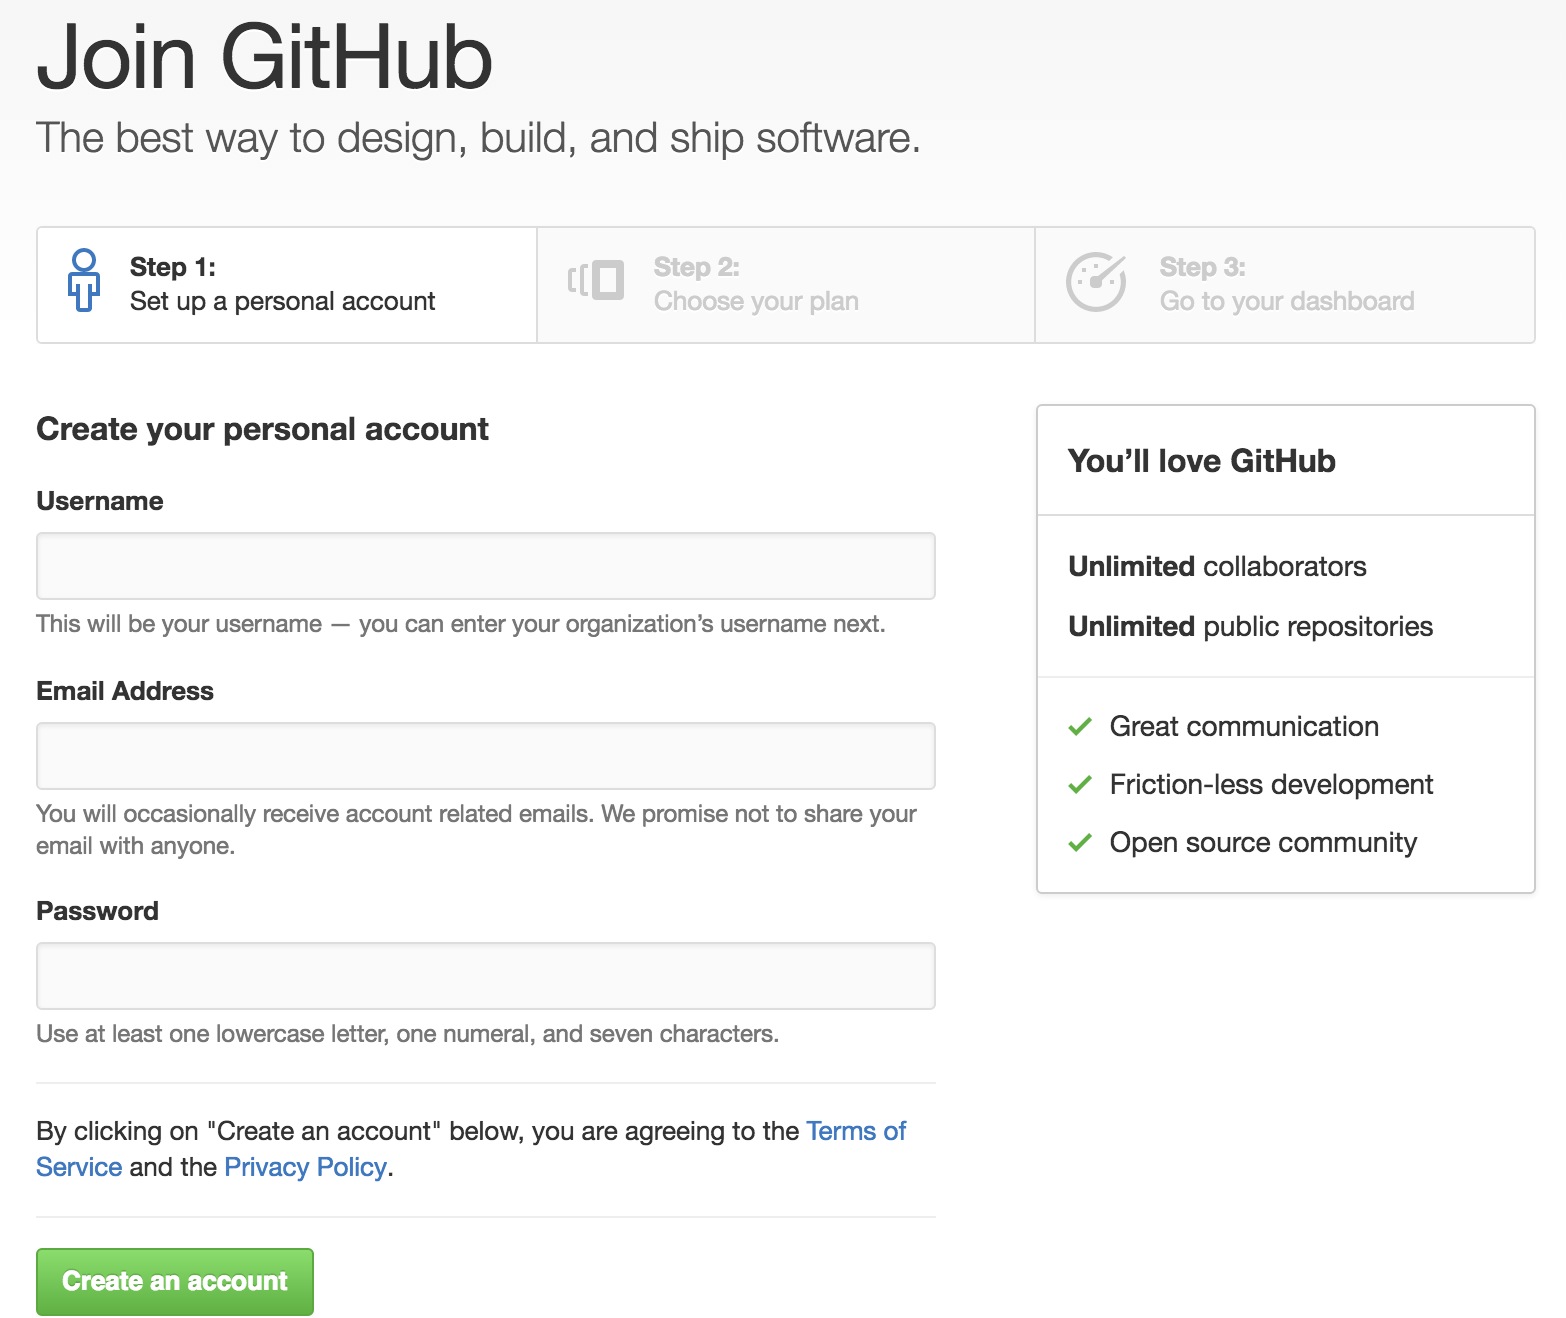 Join GitHub
The best way to design, build, and ship software.
Step 1:
Set up a personal account
Step 2:
Choose your plan
Step 3:
Go to your dashboard
Create your personal account
Username
This will be your username — you can enter your organization’s username next.
Email Address
You will occasionally receive account related emails. We promise not to share your
email with anyone.
Password
Use at least one lowercase letter, one numeral, and seven characters.
By clicking on "Create an account" below, you are agreeing to the Terms of
Service and the Privacy Policy.
Create an account
You’ll love GitHub
Unlimited collaborators
Unlimited public repositories
Great communication
Friction-less development
Open source community